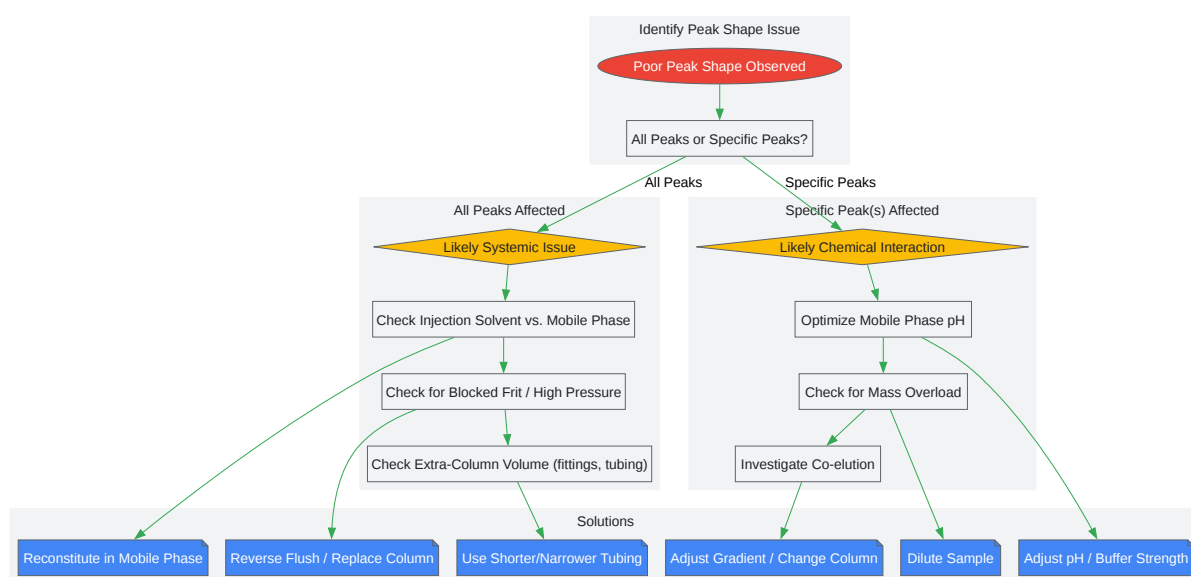 Identify Peak Shape Issue
Poor Peak Shape Observed
All Peaks or Specific Peaks?
All Peaks
Specific Peaks
All Peaks Affected
Specific Peak(s) Affected
Likely Systemic Issue
Likely Chemical Interaction
Check Injection Solvent vs. Mobile Phase
Optimize Mobile Phase pH
Check for Blocked Frit / High Pressure
Check for Mass Overload
Check Extra-Column Volume (fittings, tubing)
Investigate Co-elution
Solutions
Reconstitute in Mobile Phase
Reverse Flush / Replace Column
Use Shorter/Narrower Tubing
Adjust Gradient / Change Column
Dilute Sample
Adjust pH / Buffer Strength